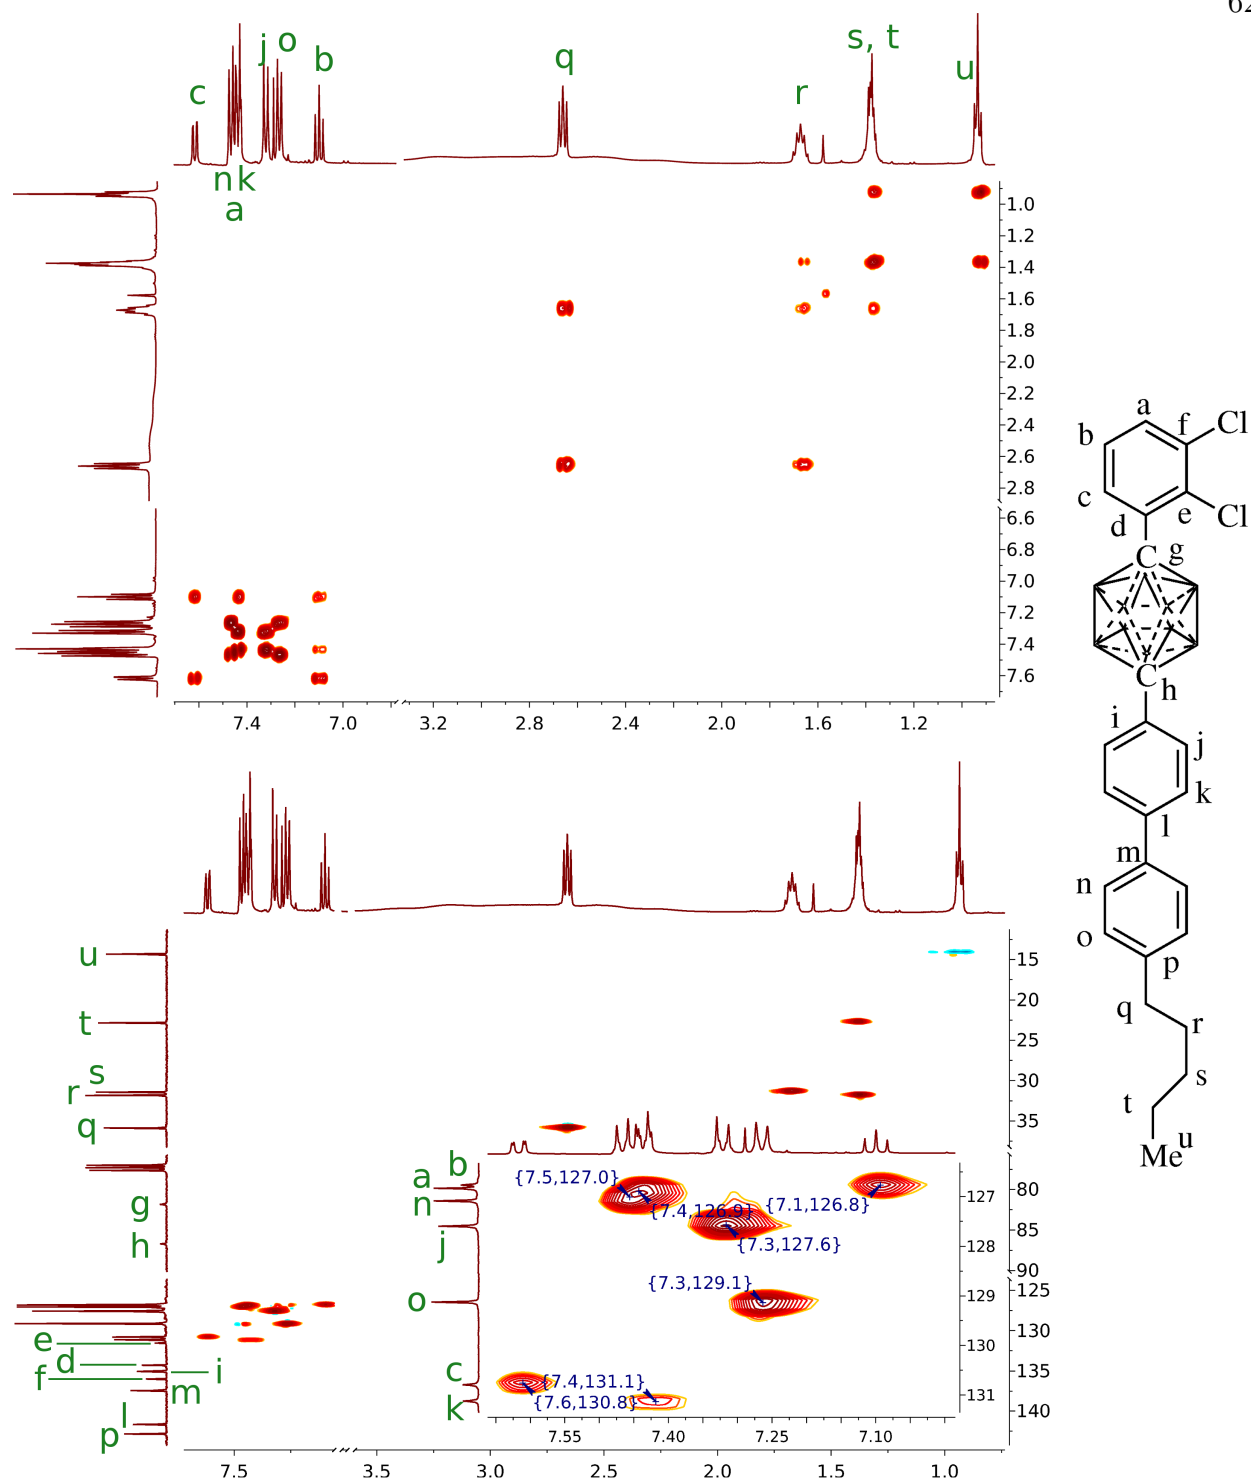 62
c
j
o
b
q
r
s, t
u
n k
a
1.0
1.2
1.4
1.6
1.8
2.0
2.2
2.4
2.6
2.8
6.6
6.8
7.0
7.2
7.4
7.6
7.4 7.0 3.2 2.8 2.4 2.0 1.6 1.2
a
b
f
Cl
c
d
e
Cl
C
g
C
h
i
j
k
l
m
n
o
p
q
r
s
t
u
Me
u
t
s
r
q
g
h
e
d
f
i
m
l
p
15
20
25
30
35
80
85
90
125
130
135
140
b
a
n
j
o
c
k
{7.5,127.0}
{7.4,126.9}
{7.1,126.8}
{7.3,127.6}
{7.3,129.1}
{7.4,131.1}
{7.6,130.8}
127
128
129
130
131
7.55 7.40 7.25 7.10
7.5 3.5 3.0 2.5 2.0 1.5 1.0